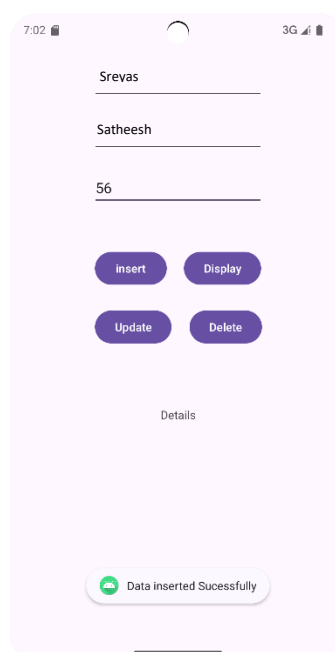 7:02 3G
Sreyas
Satheesh
56
insert Display
Update Delete
Details
Data inserted Sucessfully